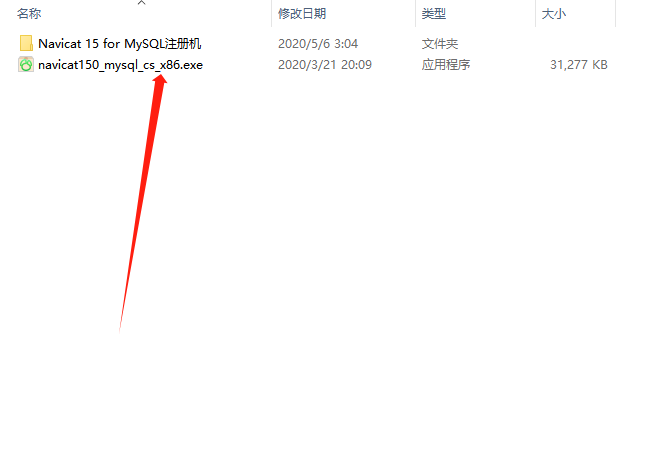 名称 修改日期 类型 大小
Navicat 15 for MySQL注册机 2020/5/6 3:04 文件夹
navicat150_mysql_cs_x86.exe 2020/3/21 20:09 应用程序 31,277 KB